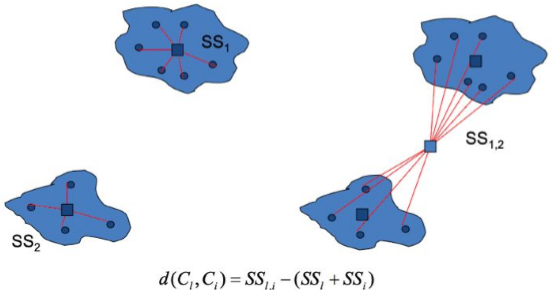 SS₁
SS₁,₂
SS₂
d(Cₗ, Cᵢ) = SSₗ,ᵢ − (SSₗ + SSᵢ)